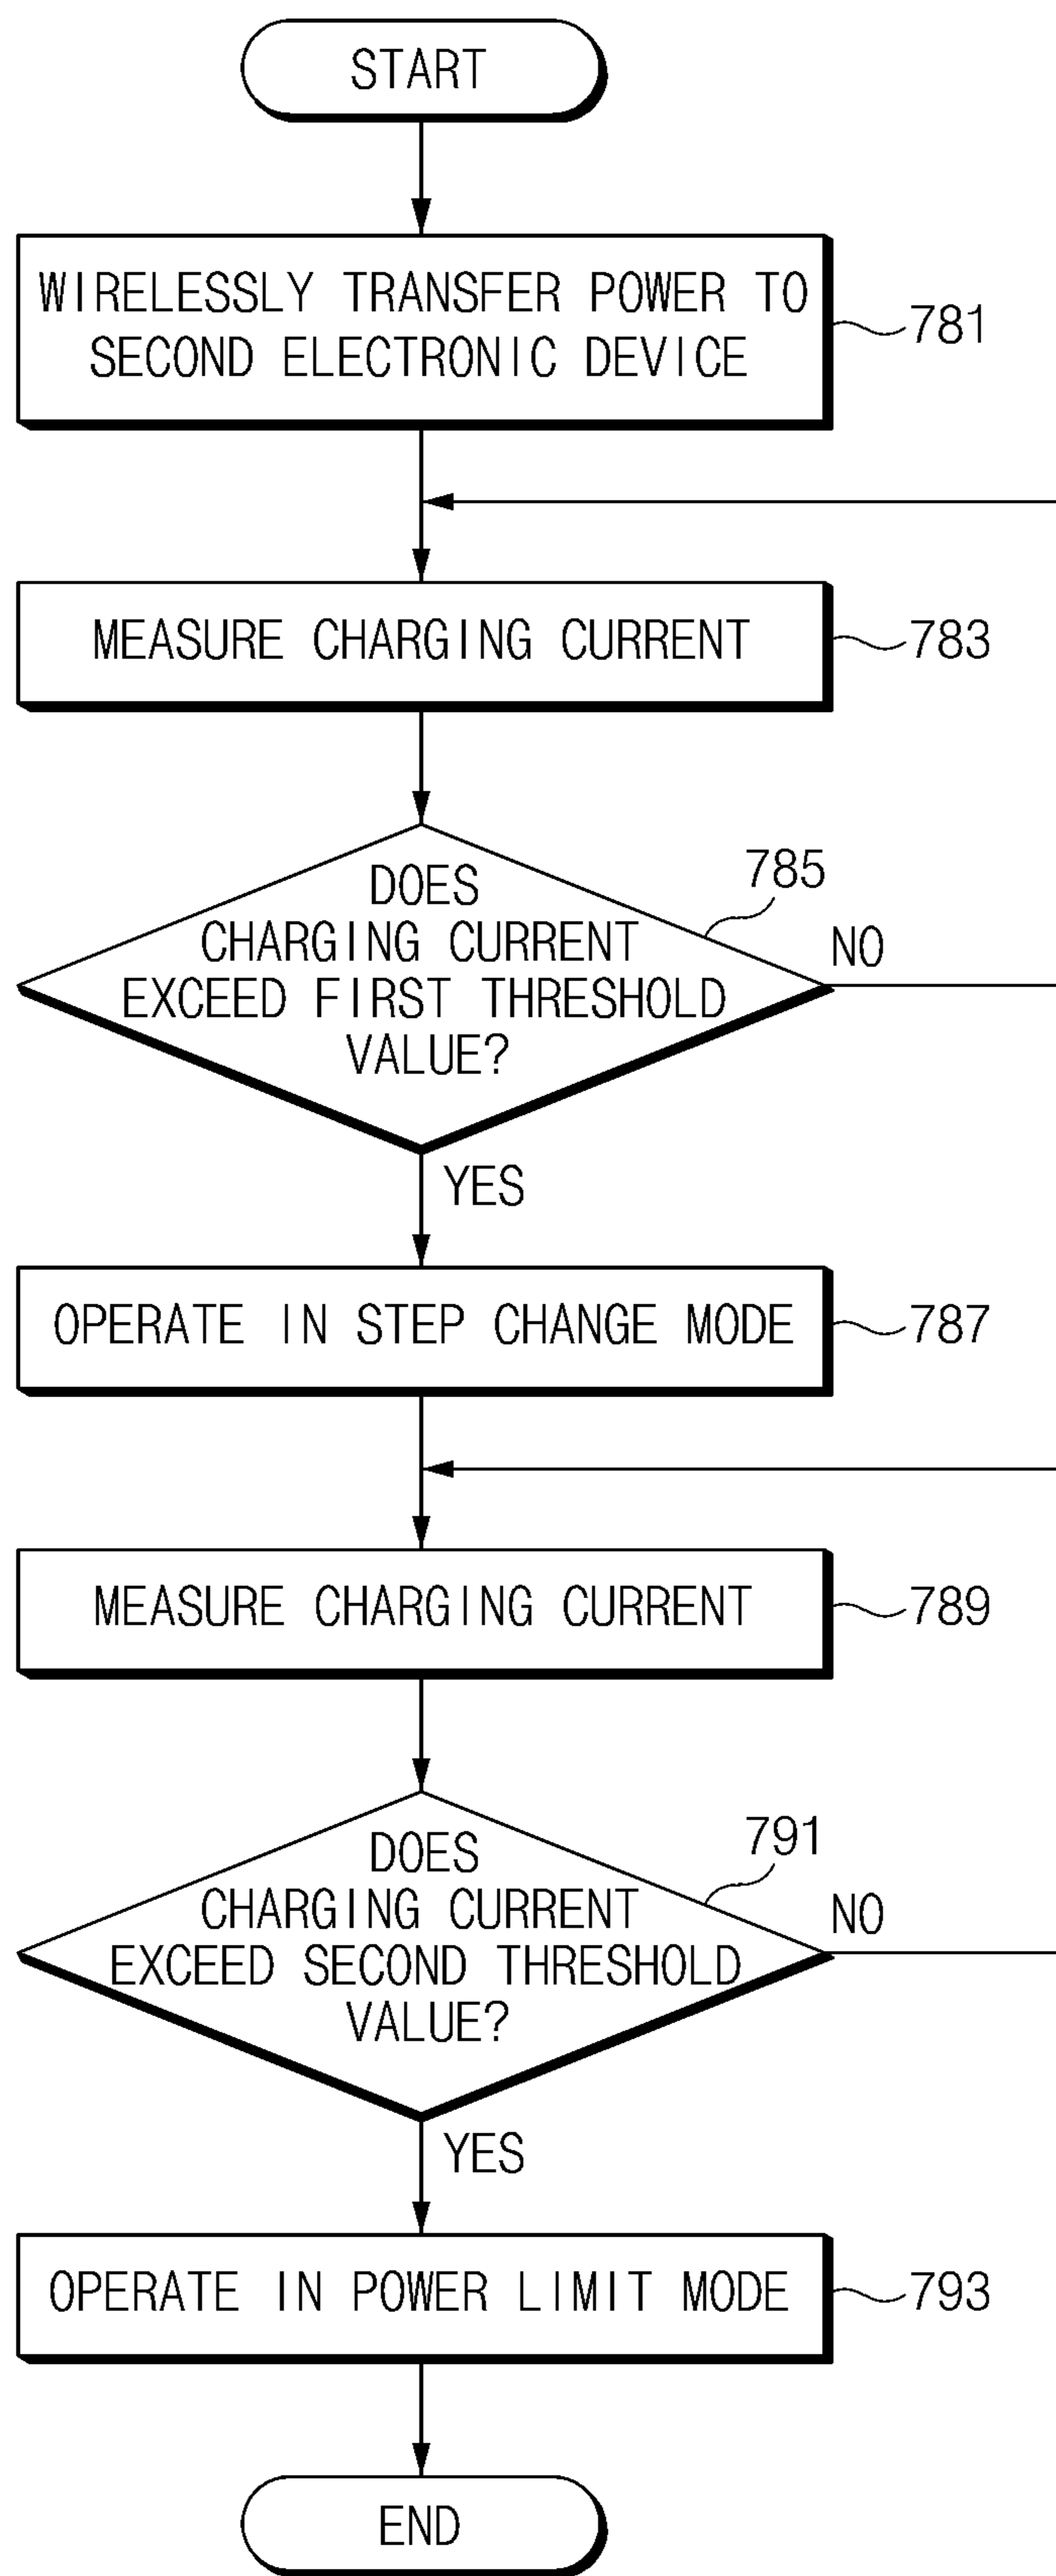 START
WIRELESSLY TRANSFER POWER TO
SECOND ELECTRONIC DEVICE
781
MEASURE CHARGING CURRENT
783
785
DOES
CHARGING CURRENT
EXCEED FIRST THRESHOLD
VALUE?
NO
YES
OPERATE IN STEP CHANGE MODE
787
MEASURE CHARGING CURRENT
789
791
DOES
CHARGING CURRENT
EXCEED SECOND THRESHOLD
VALUE?
NO
YES
OPERATE IN POWER LIMIT MODE
793
END